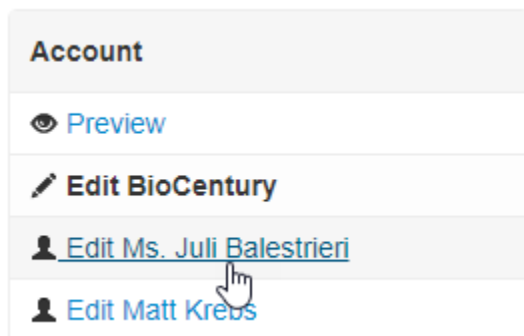 Account
Preview
Edit BioCentury
Edit Ms. Juli Balestrieri
Edit Matt Krebs